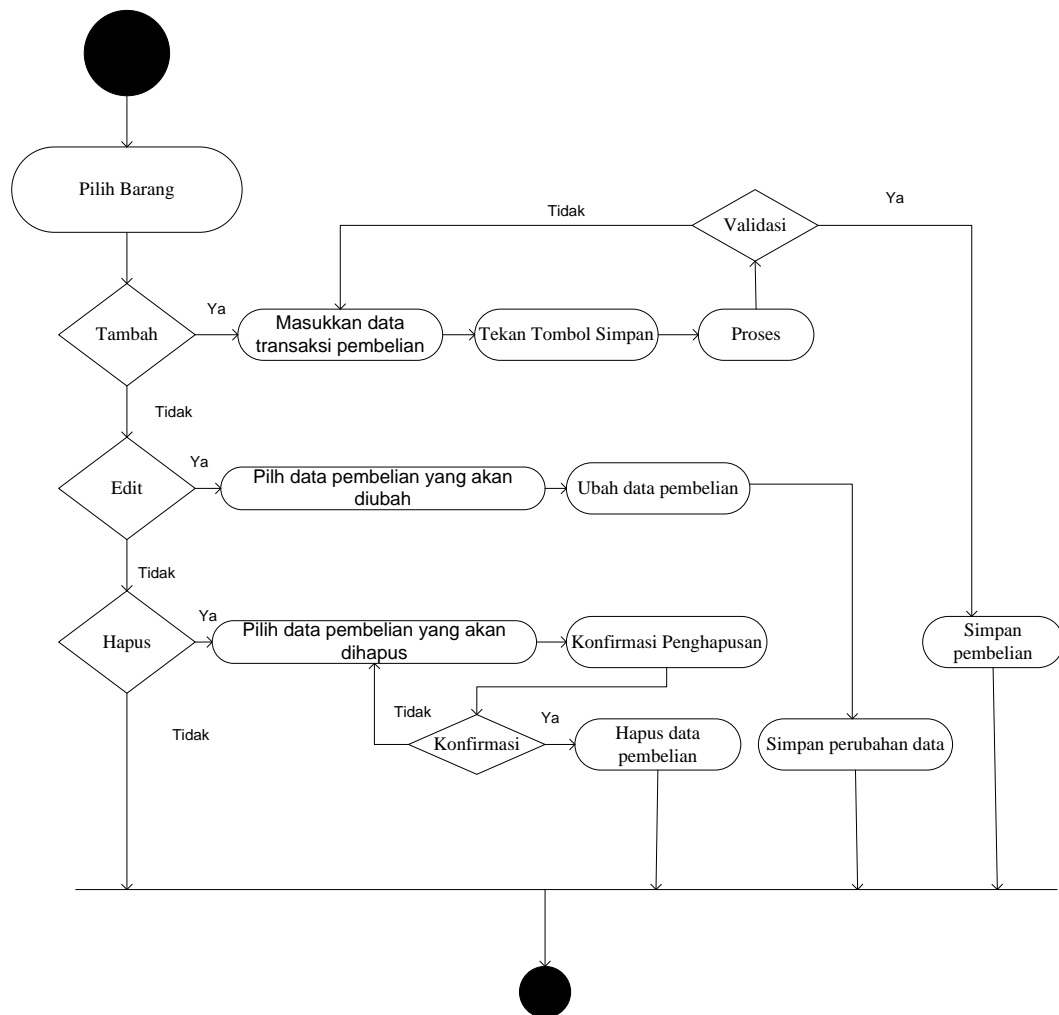 Pilih Barang
Tidak
Validasi
Ya
Tambah
Ya
Masukkan data
transaksi pembelian
Tekan Tombol Simpan
Proses
Tidak
Edit
Ya
Pilh data pembelian yang akan
diubah
Ubah data pembelian
Tidak
Hapus
Ya
Pilih data pembelian yang akan
dihapus
Konfirmasi Penghapusan
Simpan
pembelian
Tidak
Tidak
Konfirmasi
Ya
Hapus data
pembelian
Simpan perubahan data